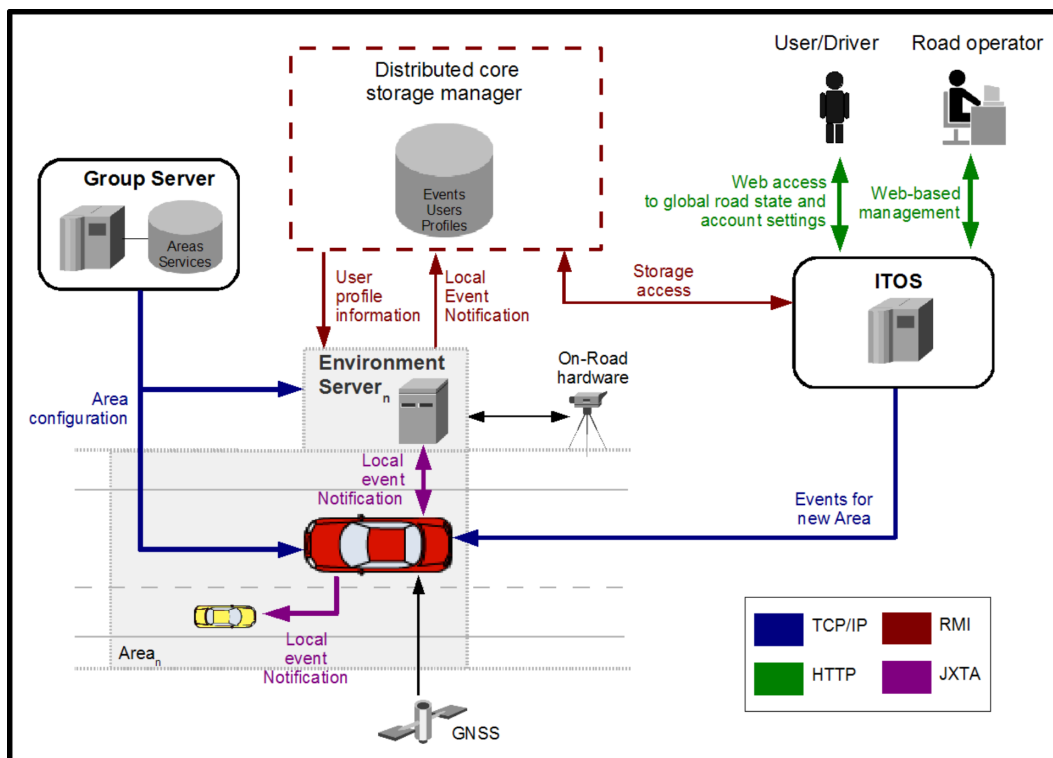 User/Driver
Road operator
Distributed core
storage manager
Events
Users
Profiles
Group Server
Areas
Services
Web access
to global road state and
account settings
Web-based
management
User
profile
information
Local
Event
Notification
Storage
access
ITOS
Environment
Server n
On-Road
hardware
Area
configuration
Local
event
Notification
Events for
new Area
Local
event
Notification
Area n
GNSS
TCP/IP
RMI
HTTP
JXTA